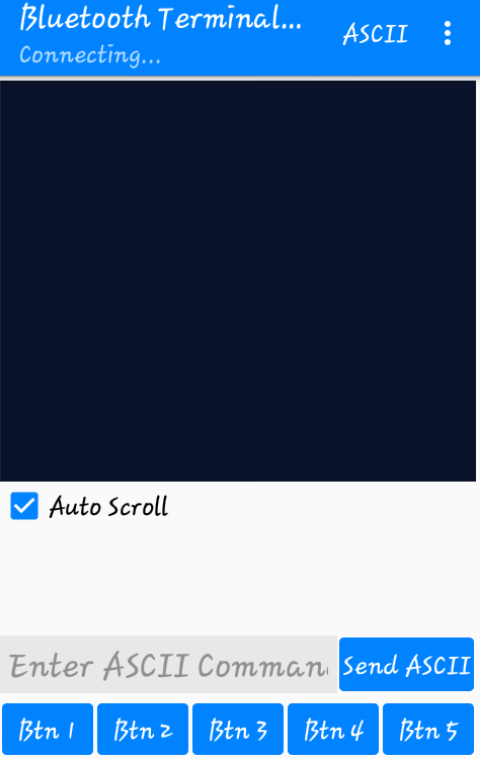 Bluetooth Terminal...
ASCII
Connecting...
Auto Scroll
Enter ASCII Comman
Send ASCII
Btn 1
Btn 2
Btn 3
Btn 4
Btn 5